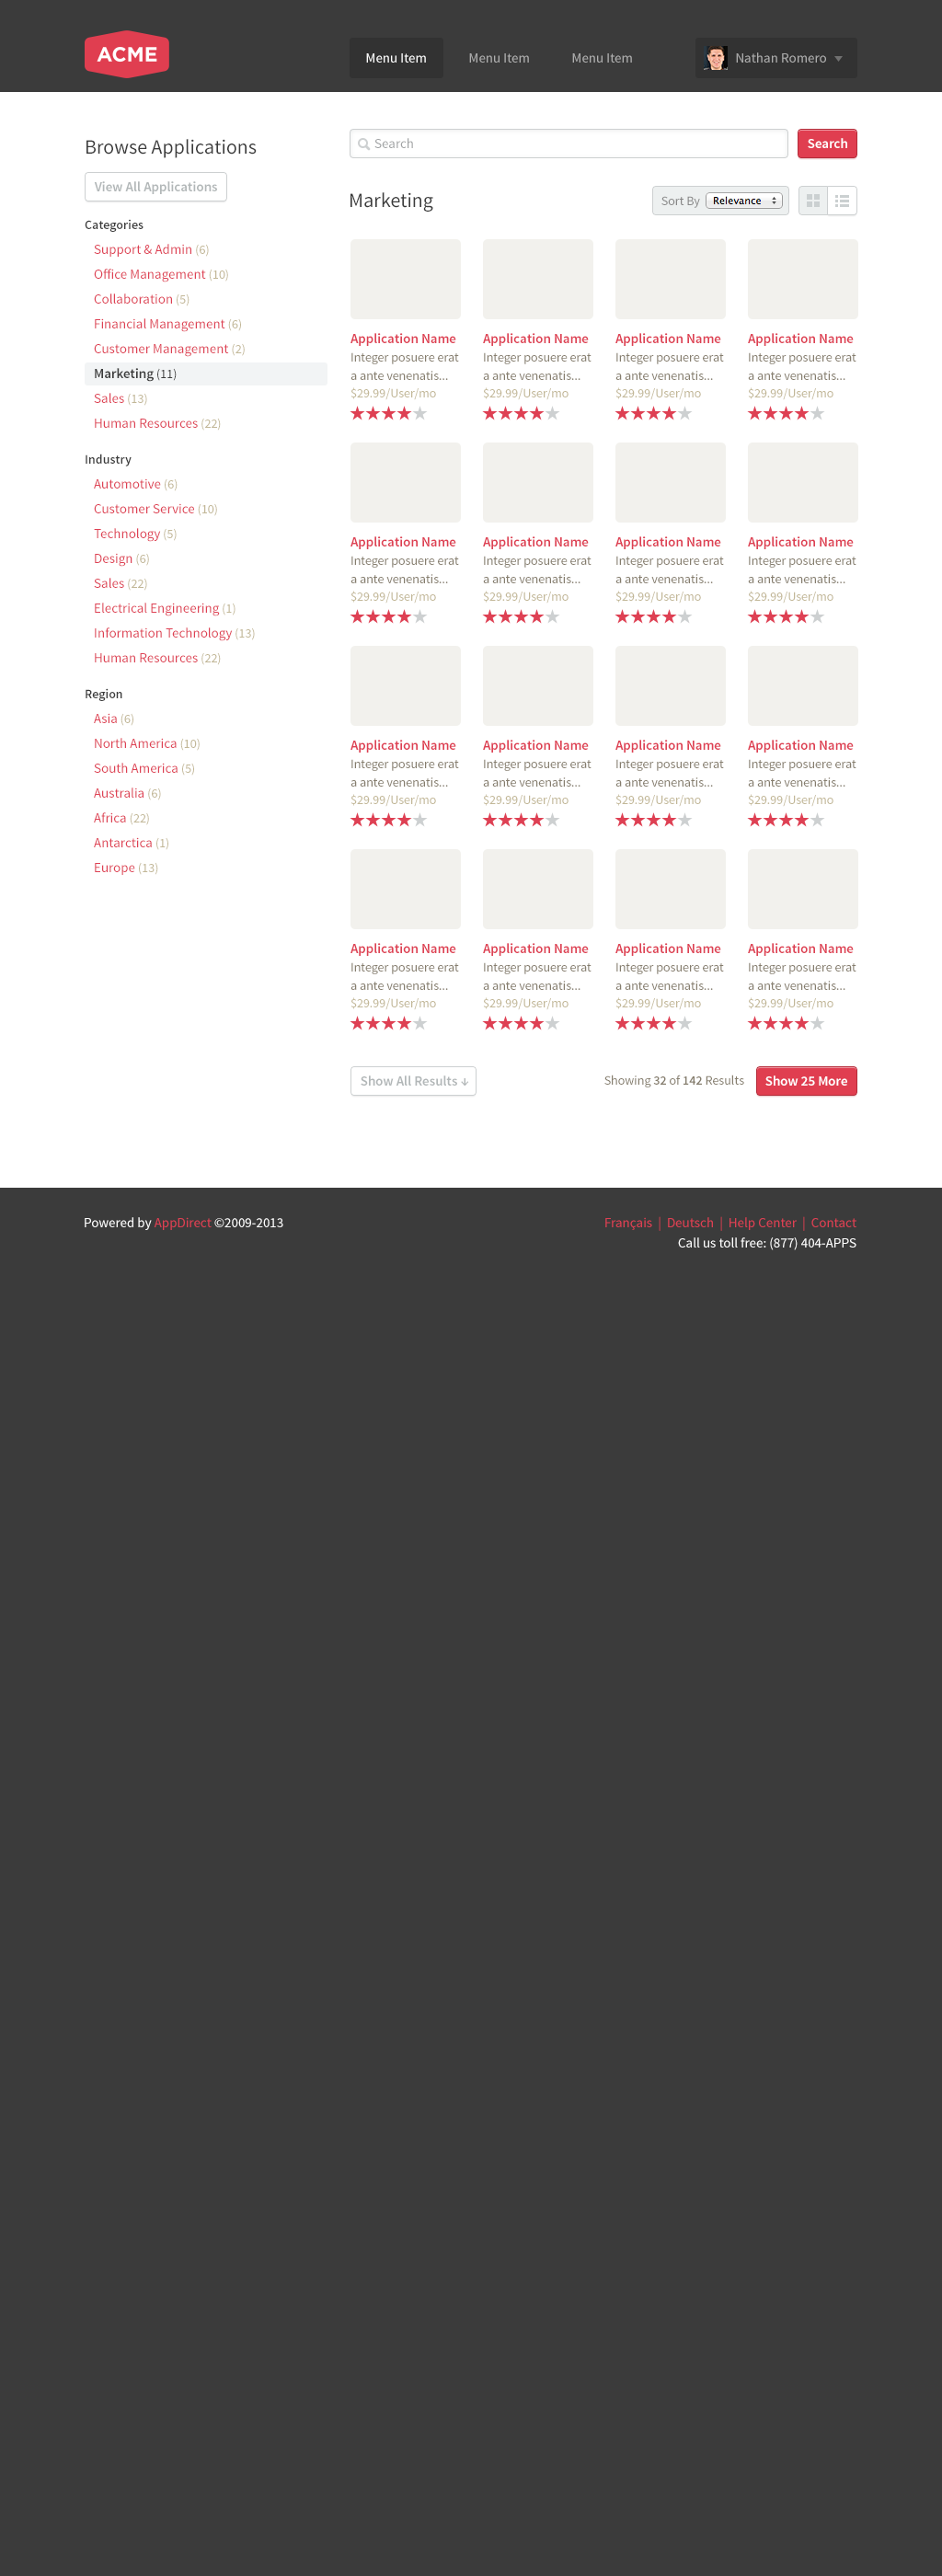 ACME
Menu Item Menu Item Menu Item Nathan Romero
Browse Applications
View All Applications
Categories
Support & Admin (6)
Office Management (10)
Collaboration (5)
Financial Management (6)
Customer Management (2)
Marketing (11)
Sales (13)
Human Resources (22)
Industry
Automotive (6)
Customer Service (10)
Technology (5)
Design (6)
Sales (22)
Electrical Engineering (1)
Information Technology (13)
Human Resources (22)
Region
Asia (6)
North America (10)
South America (5)
Australia (6)
Africa (22)
Antarctica (1)
Europe (13)
Search Search
Marketing Sort By Relevance
Application Name Application Name Application Name Application Name
Integer posuere erat Integer posuere erat Integer posuere erat Integer posuere erat
a ante venenatis... a ante venenatis... a ante venenatis... a ante venenatis...
$29.99/User/mo $29.99/User/mo $29.99/User/mo $29.99/User/mo
Application Name Application Name Application Name Application Name
Integer posuere erat Integer posuere erat Integer posuere erat Integer posuere erat
a ante venenatis... a ante venenatis... a ante venenatis... a ante venenatis...
$29.99/User/mo $29.99/User/mo $29.99/User/mo $29.99/User/mo
Application Name Application Name Application Name Application Name
Integer posuere erat Integer posuere erat Integer posuere erat Integer posuere erat
a ante venenatis... a ante venenatis... a ante venenatis... a ante venenatis...
$29.99/User/mo $29.99/User/mo $29.99/User/mo $29.99/User/mo
Application Name Application Name Application Name Application Name
Integer posuere erat Integer posuere erat Integer posuere erat Integer posuere erat
a ante venenatis... a ante venenatis... a ante venenatis... a ante venenatis...
$29.99/User/mo $29.99/User/mo $29.99/User/mo $29.99/User/mo
Show All Results ↓ Showing 32 of 142 Results Show 25 More
Powered by AppDirect ©2009-2013 Français | Deutsch | Help Center | Contact
Call us toll free: (877) 404-APPS